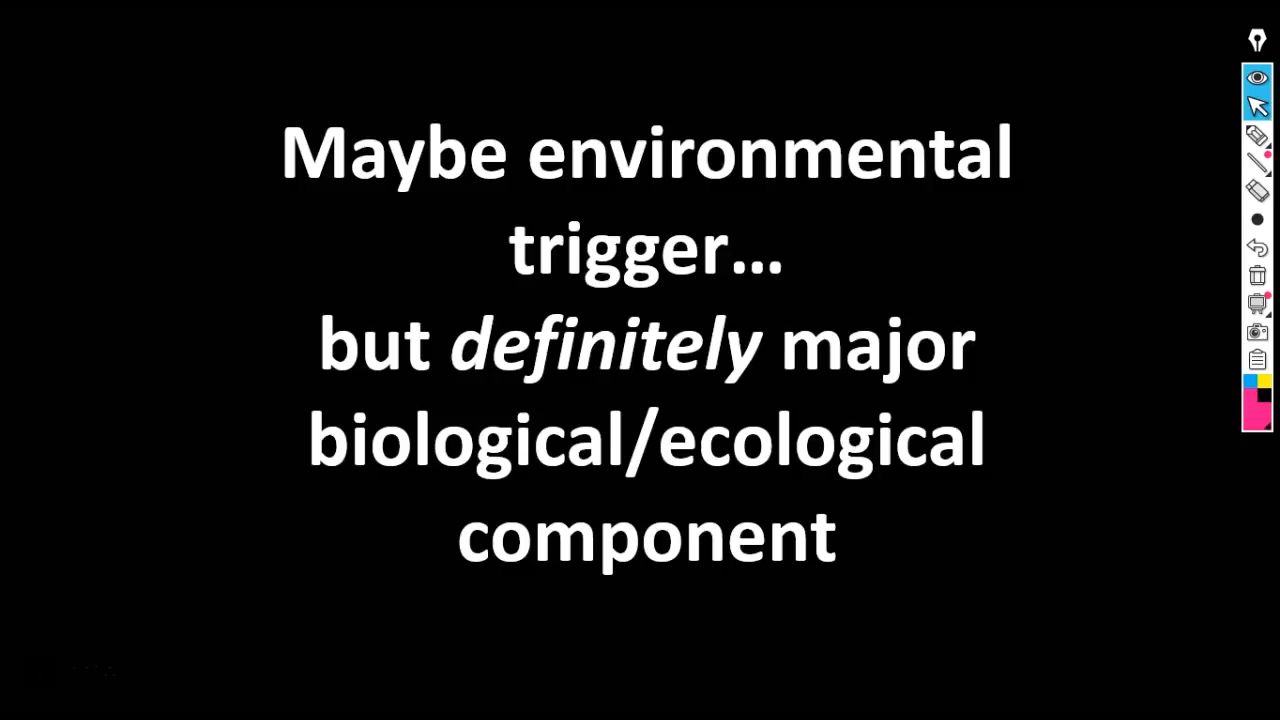 Maybe environmental
trigger…
but definitely major
biological/ecological
component